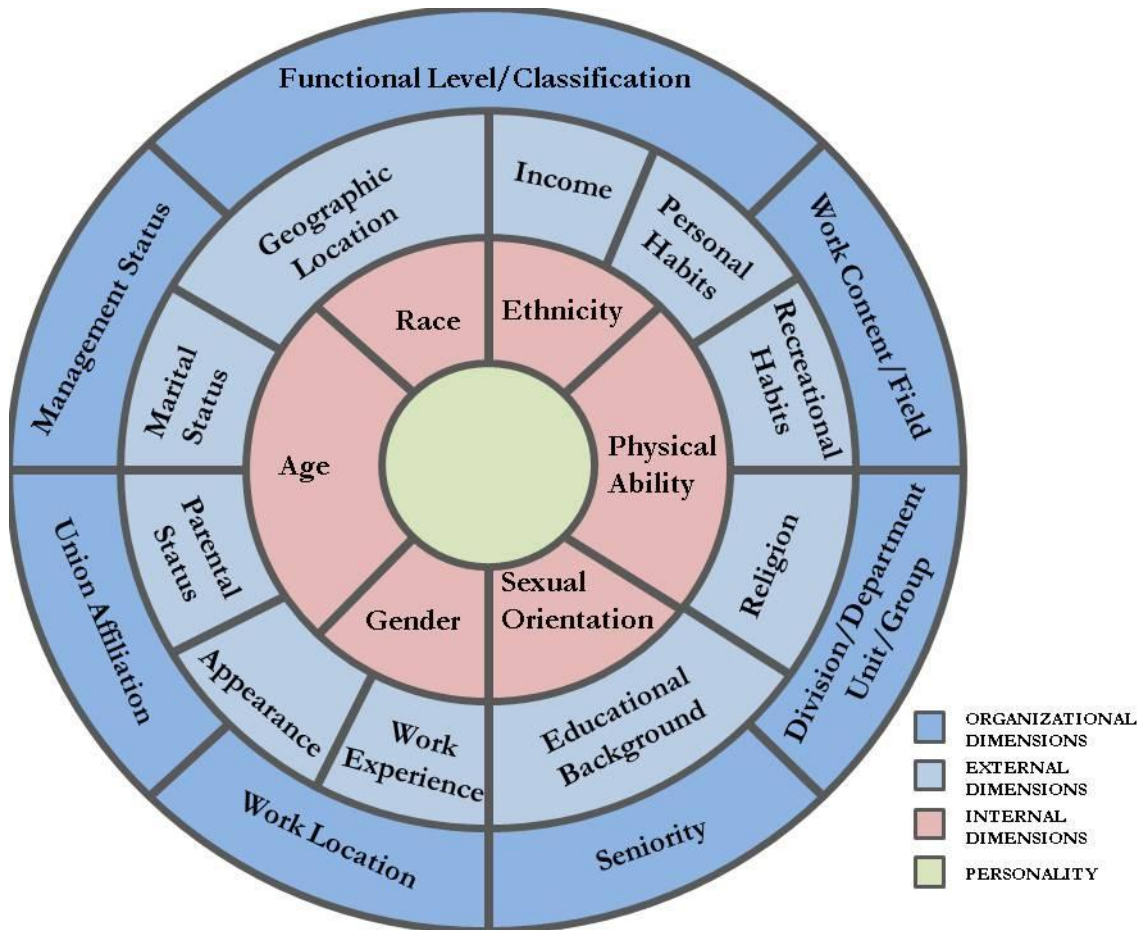 Functional Level/Classification
Income
Geographic
Location
Personal
Habits
Work Content/Field
Management Status
Race
Ethnicity
Recreational
Habits
Marital
Status
Age
Physical
Ability
Parental
Status
Religion
Division/Department
Unit/Group
Union Affiliation
Gender
Sexual
Orientation
Appearance
Work
Experience
Educational
Background
Work Location
Seniority
ORGANIZATIONAL
DIMENSIONS
EXTERNAL
DIMENSIONS
INTERNAL
DIMENSIONS
PERSONALITY